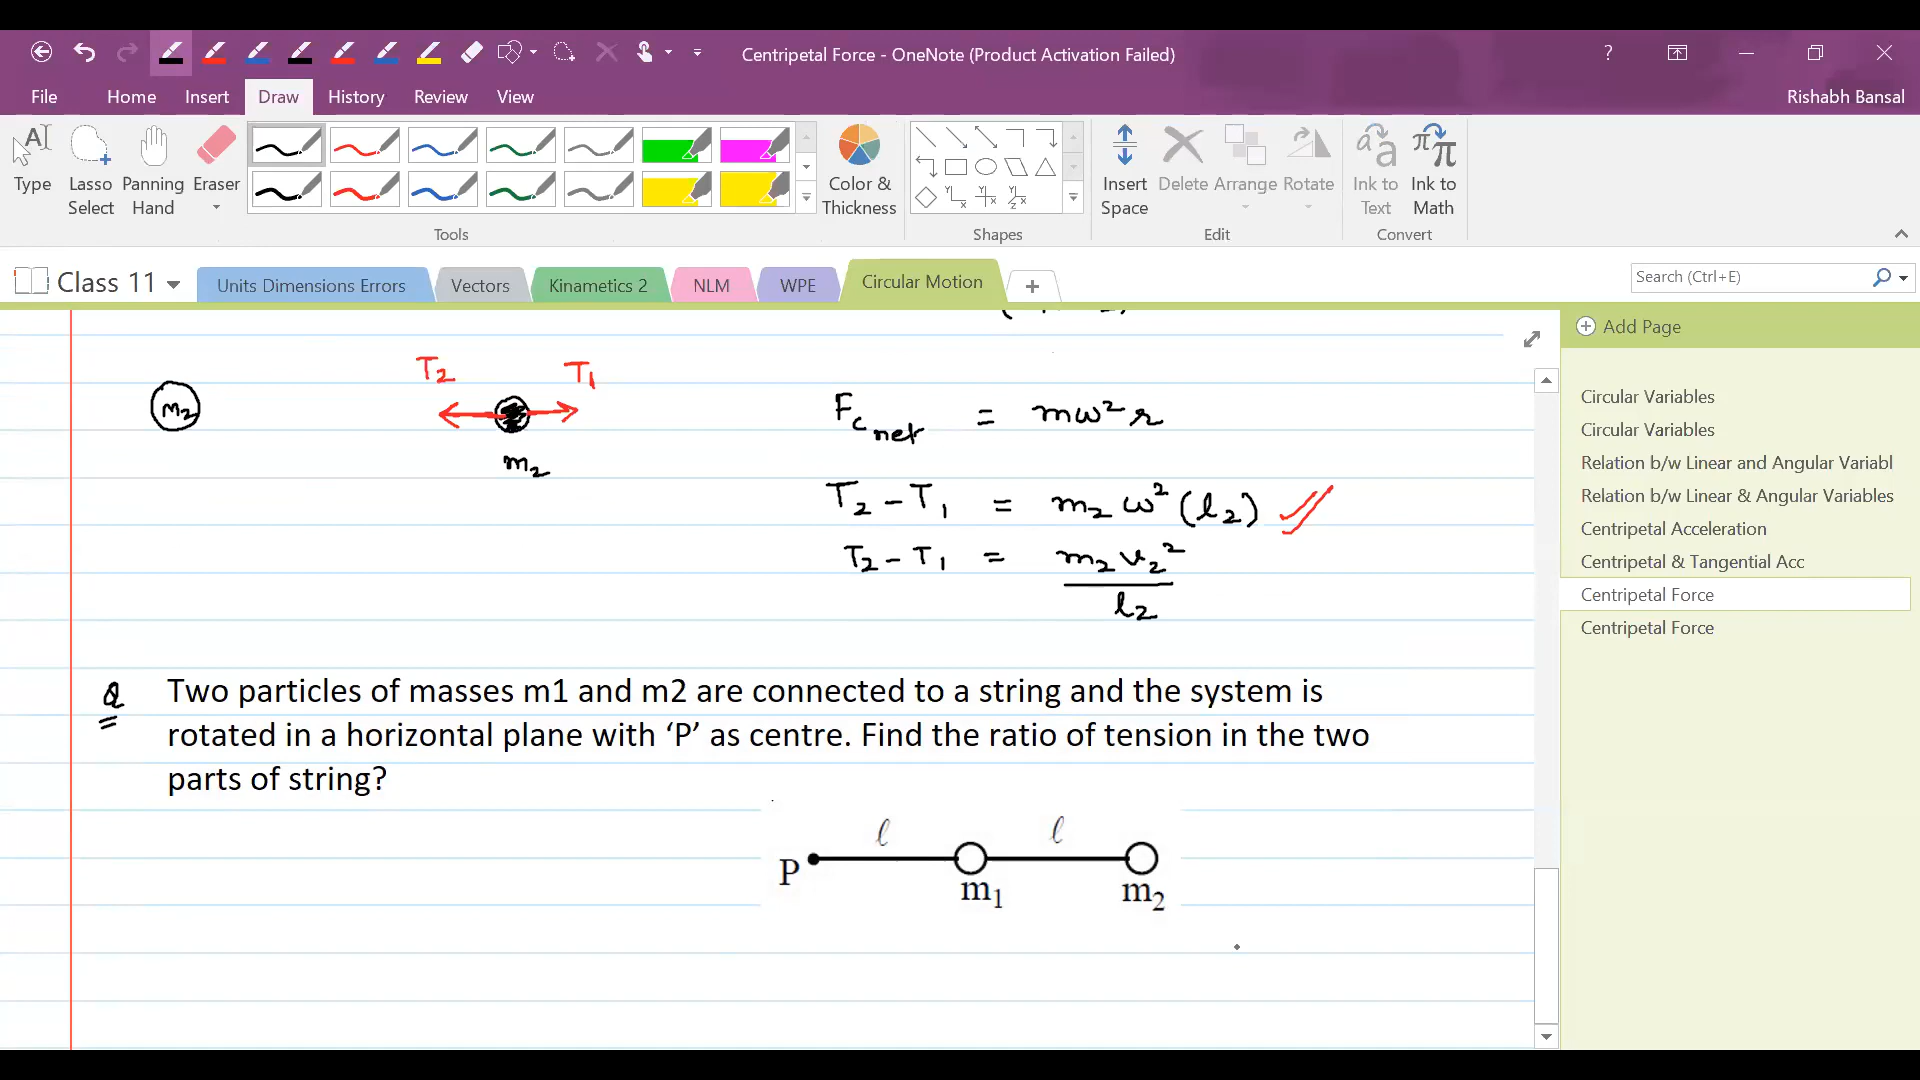 Centripetal Force - OneNote (Product Activation Failed)
?
File Home Insert Draw History Review View
Rishabh Bansal
Type
Lasso Select
Panning Hand
Eraser
Color & Thickness
Insert Space
Delete
Arrange
Rotate
Ink to Text
Ink to Math
Tools
Shapes
Edit
Convert
Class 11
Units Dimensions Errors
Vectors
Kinametics 2
NLM
WPE
Circular Motion
Search (Ctrl+E)
Add Page
Circular Variables
Circular Variables
Relation b/w Linear and Angular Variabl
Relation b/w Linear & Angular Variables
Centripetal Acceleration
Centripetal & Tangential Acc
Centripetal Force
Centripetal Force
T₂ T₁
m₂
m₂
F_c net = mω²r
T₂ - T₁ = m₂ω²(l₂)
T₂ - T₁ = m₂v₂²
l₂
Q Two particles of masses m1 and m2 are connected to a string and the system is
rotated in a horizontal plane with ‘P’ as centre. Find the ratio of tension in the two
parts of string?
ℓ ℓ
P m₁ m₂